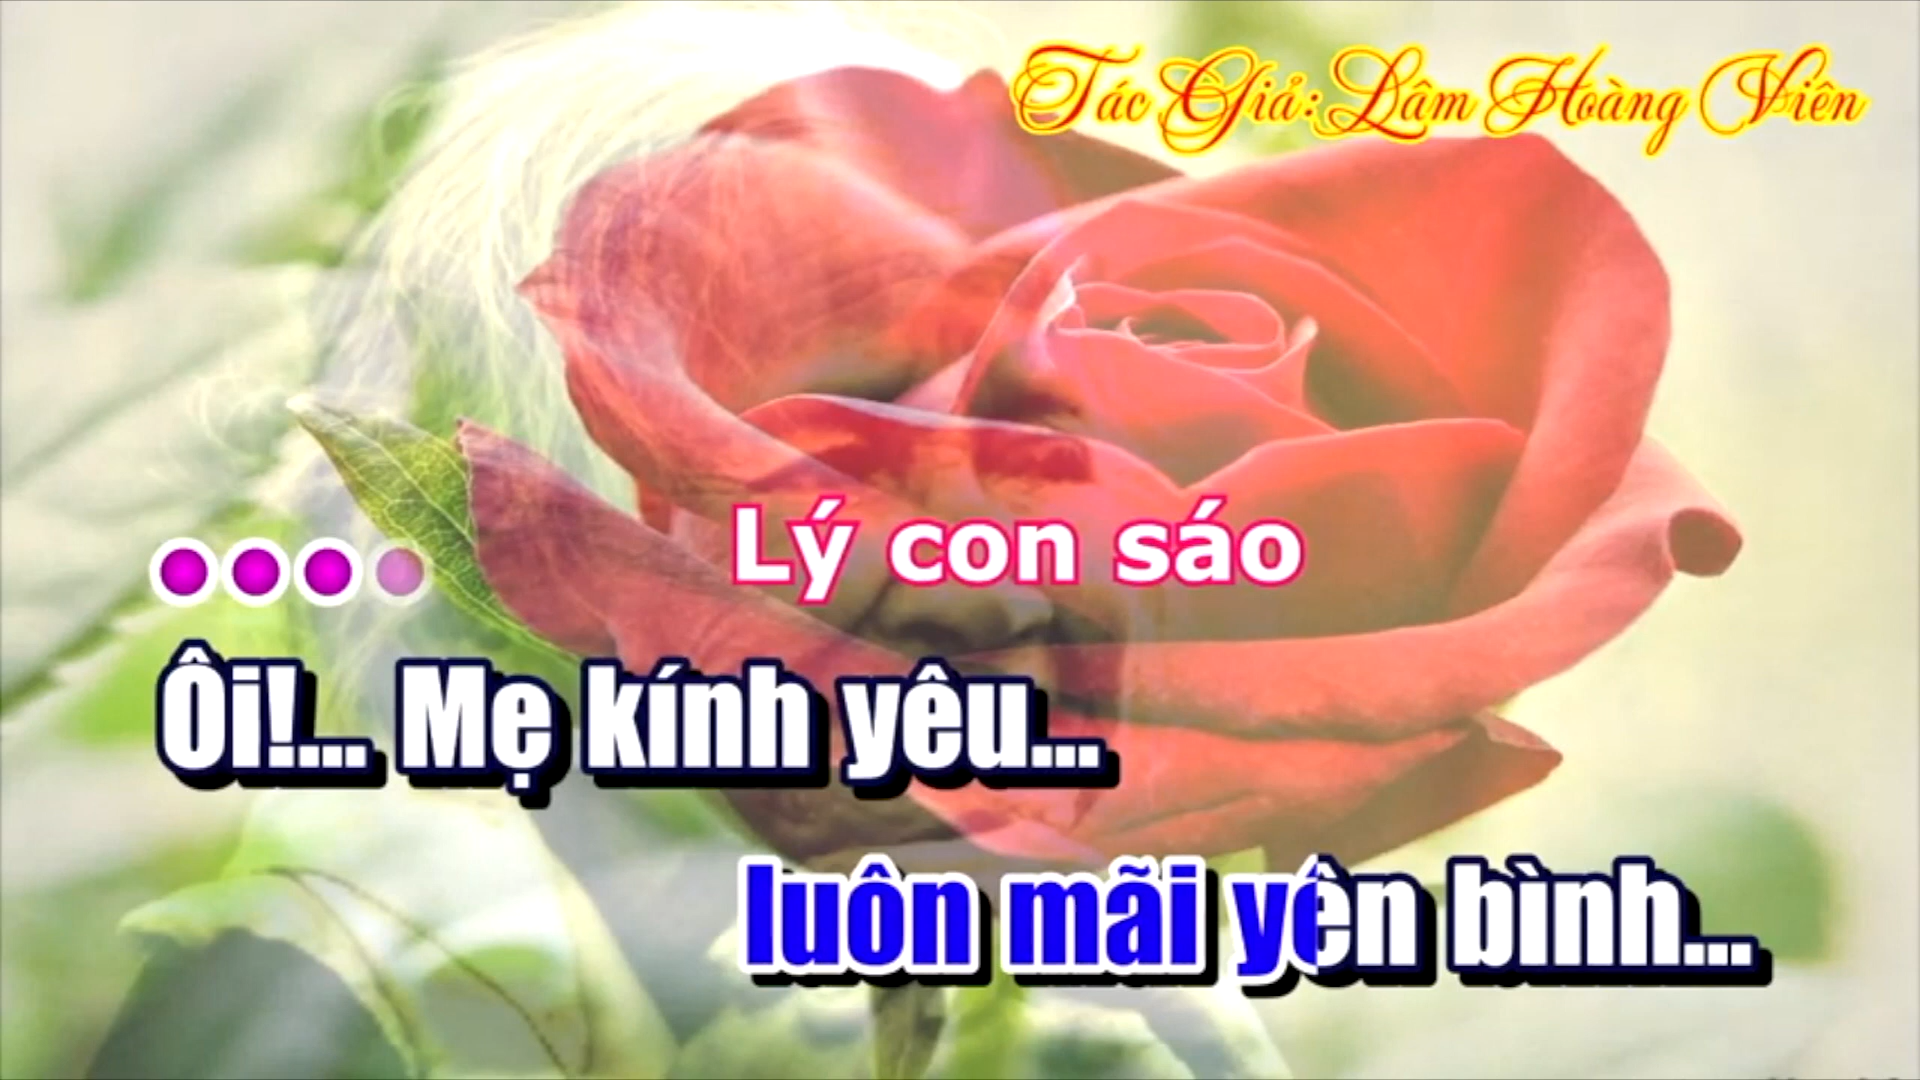 Tác Giả: Lâm Hoàng Viên
Lý con sáo
Ôi!... Mẹ kính yêu...
luôn mãi yên bình...